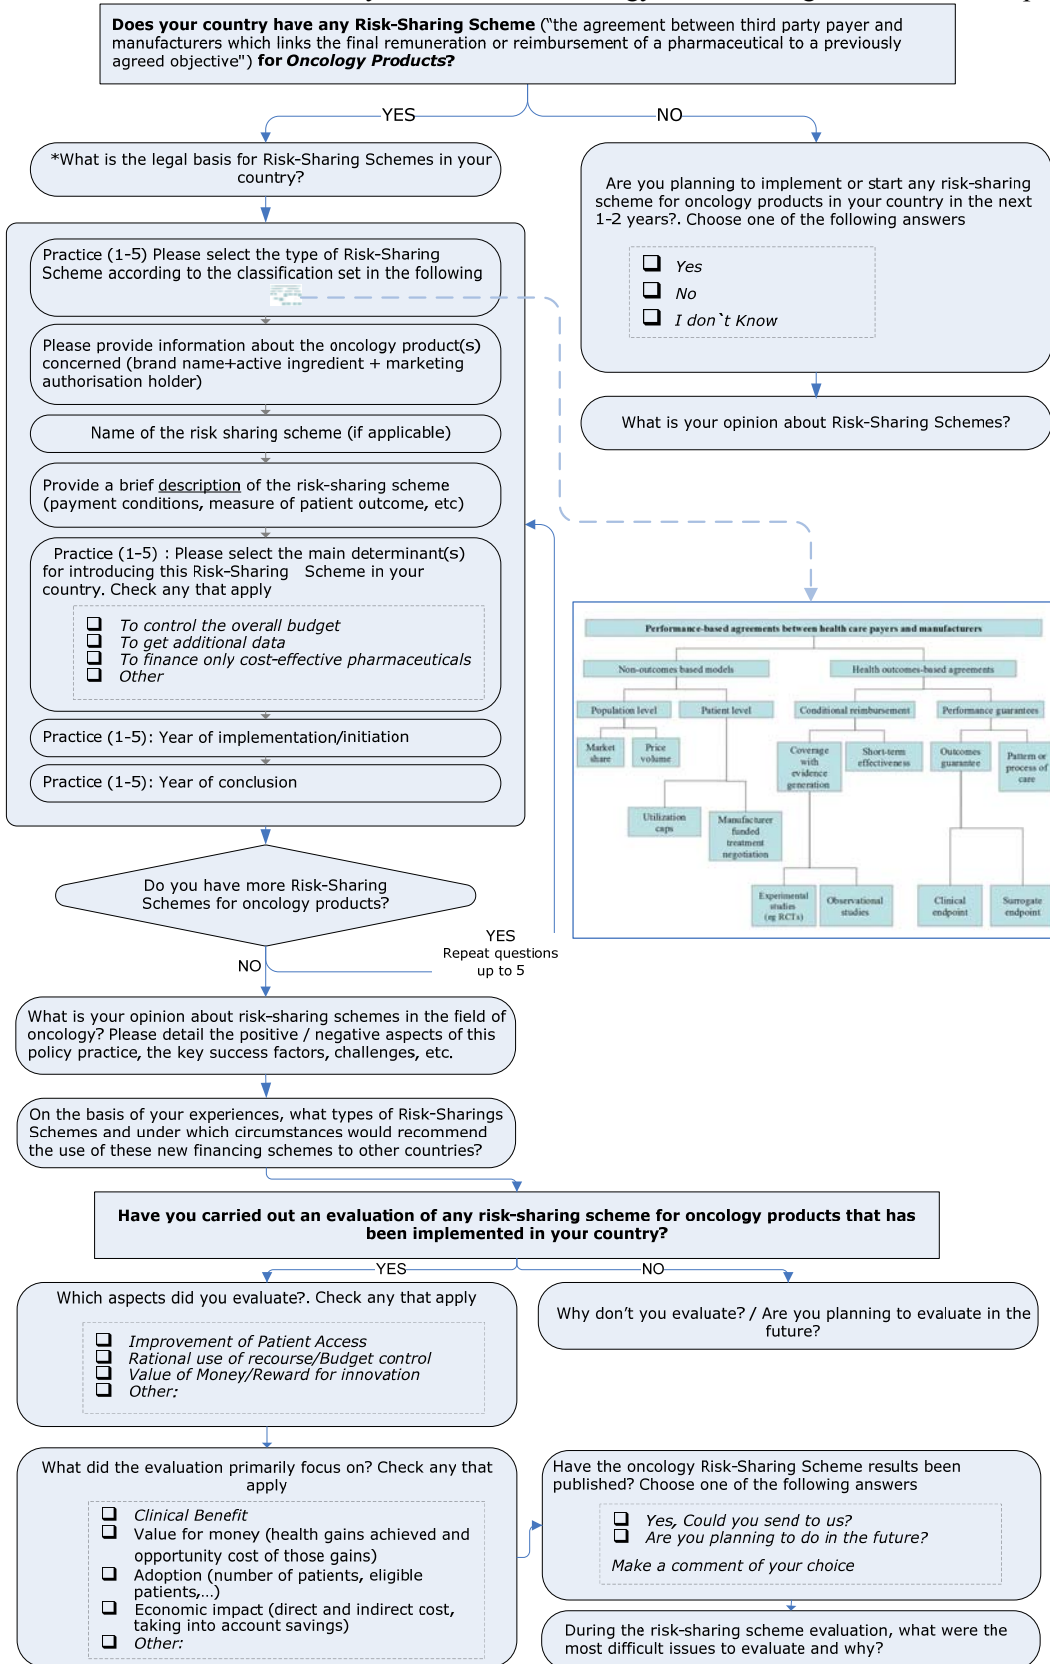 Does your country have any Risk-Sharing Scheme ("the agreement between third party payer and
manufacturers which links the final remuneration or reimbursement of a pharmaceutical to a previously
agreed objective") for Oncology Products?
YES
NO
*What is the legal basis for Risk-Sharing Schemes in your
country?
Are you planning to implement or start any risk-sharing
scheme for oncology products in your country in the next
1-2 years?. Choose one of the following answers
Yes
No
I don`t Know
What is your opinion about Risk-Sharing Schemes?
Practice (1-5) Please select the type of Risk-Sharing
Scheme according to the classification set in the following
Please provide information about the oncology product(s)
concerned (brand name+active ingredient + marketing
authorisation holder)
Name of the risk sharing scheme (if applicable)
Provide a brief description of the risk-sharing scheme
(payment conditions, measure of patient outcome, etc)
Practice (1-5) : Please select the main determinant(s)
for introducing this Risk-Sharing Scheme in your
country. Check any that apply
To control the overall budget
To get additional data
To finance only cost-effective pharmaceuticals
Other
Practice (1-5): Year of implementation/initiation
Practice (1-5): Year of conclusion
Performance-based agreements between health care payers and manufacturers
Non-outcomes based models
Health outcomes-based agreements
Population level
Patient level
Conditional reimbursement
Performance guarantees
Market
share
Price
volume
Coverage
with
evidence
generation
Short-term
effectiveness
Outcomes
guarantee
Pattern or
process of
care
Utilization
caps
Manufacturer
funded
treatment
negotiation
Experimental
studies
(eg RCTs)
Observational
studies
Clinical
endpoint
Surrogate
endpoint
Do you have more Risk-Sharing
Schemes for oncology products?
YES
Repeat questions
up to 5
NO
What is your opinion about risk-sharing schemes in the field of
oncology? Please detail the positive / negative aspects of this
policy practice, the key success factors, challenges, etc.
On the basis of your experiences, what types of Risk-Sharings
Schemes and under which circumstances would recommend
the use of these new financing schemes to other countries?
Have you carried out an evaluation of any risk-sharing scheme for oncology products that has
been implemented in your country?
YES
NO
Which aspects did you evaluate?. Check any that apply
Improvement of Patient Access
Rational use of recourse/Budget control
Value of Money/Reward for innovation
Other:
Why don't you evaluate? / Are you planning to evaluate in the
future?
What did the evaluation primarily focus on? Check any that
apply
Clinical Benefit
Value for money (health gains achieved and
opportunity cost of those gains)
Adoption (number of patients, eligible
patients,...)
Economic impact (direct and indirect cost,
taking into account savings)
Other:
Have the oncology Risk-Sharing Scheme results been
published? Choose one of the following answers
Yes, Could you send to us?
Are you planning to do in the future?
Make a comment of your choice
During the risk-sharing scheme evaluation, what were the
most difficult issues to evaluate and why?